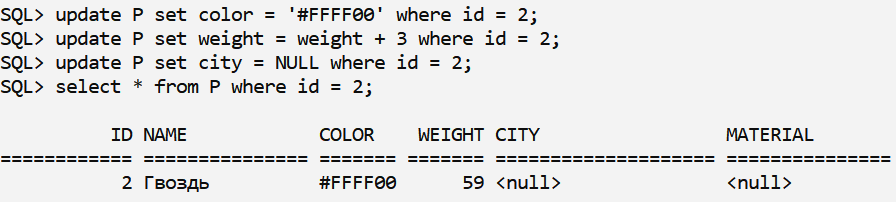 SQL> update P set color = '#FFFF00' where id = 2;
SQL> update P set weight = weight + 3 where id = 2;
SQL> update P set city = NULL where id = 2;
SQL> select * from P where id = 2;

          ID NAME            COLOR    WEIGHT CITY                 MATERIAL
============ =============== ======= ======= ==================== ===============
           2 Гвоздь          #FFFF00      59 <null>               <null>